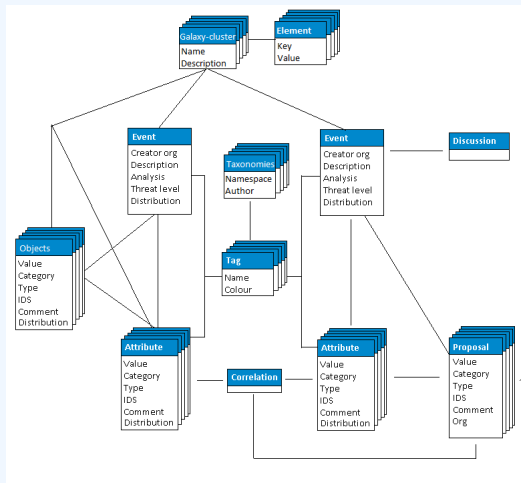 Galaxy-cluster
Name
Description
Element
Key
Value
Event
Creator org
Description
Analysis
Threat level
Distribution
Taxonomies
Namespace
Author
Event
Creator org
Description
Analysis
Threat level
Distribution
Discussion
Objects
Value
Category
Type
IDS
Comment
Distribution
Tag
Name
Colour
Attribute
Value
Category
Type
IDS
Comment
Distribution
Correlation
Attribute
Value
Category
Type
IDS
Comment
Distribution
Proposal
Value
Category
Type
IDS
Comment
Org